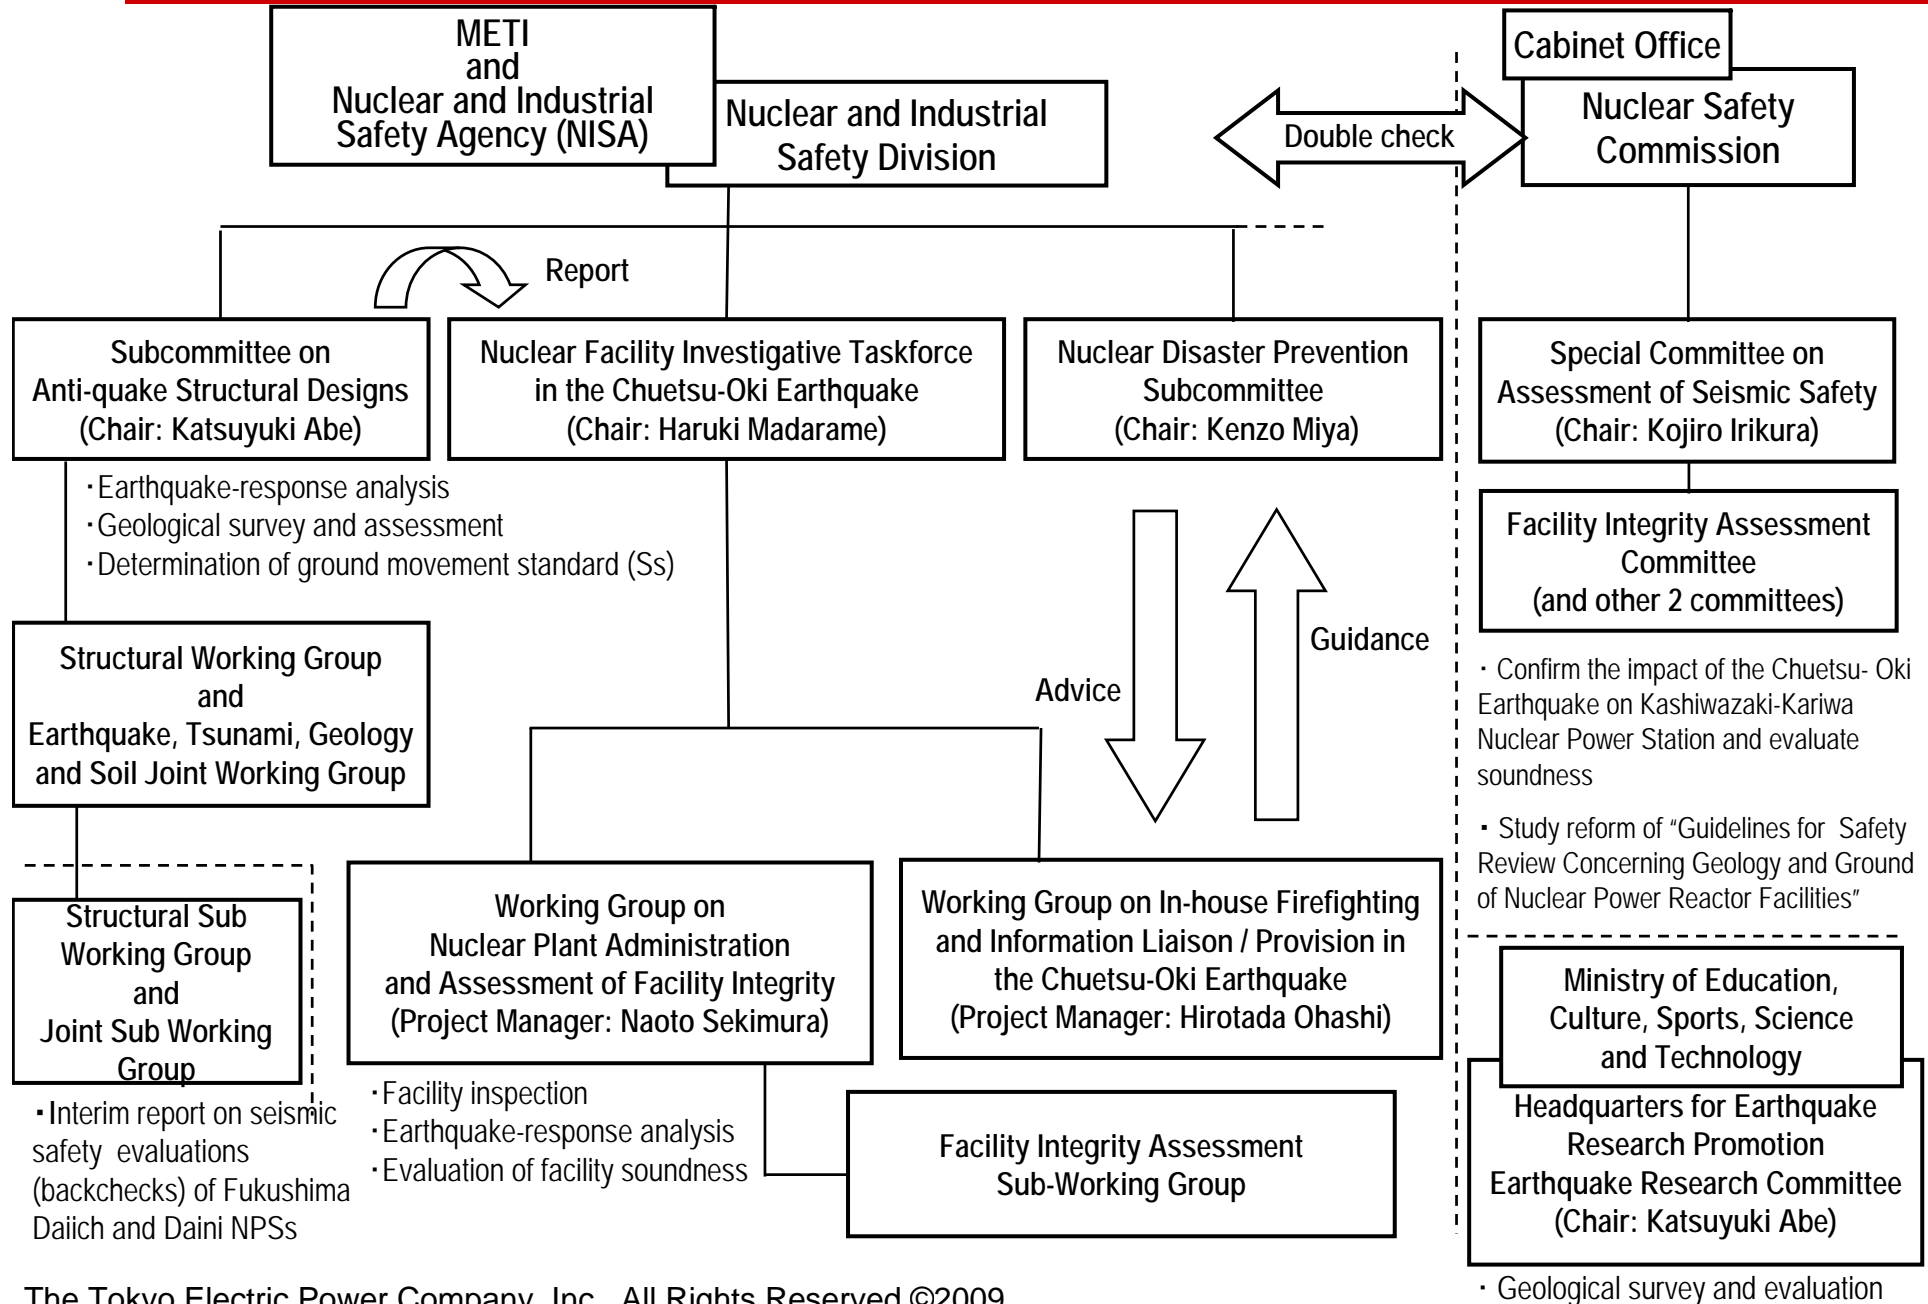 METI
and
Nuclear and Industrial
Safety Agency (NISA)
Nuclear and Industrial
Safety Division
Double check
Cabinet Office
Nuclear Safety
Commission
Report
Subcommittee on
Anti-quake Structural Designs
(Chair: Katsuyuki Abe)
Nuclear Facility Investigative Taskforce
in the Chuetsu-Oki Earthquake
(Chair: Haruki Madarame)
Nuclear Disaster Prevention
Subcommittee
(Chair: Kenzo Miya)
Special Committee on
Assessment of Seismic Safety
(Chair: Kojiro Irikura)
・Earthquake-response analysis
・Geological survey and assessment
・Determination of ground movement standard (Ss)
Facility Integrity Assessment
Committee
(and other 2 committees)
Structural Working Group
and
Earthquake, Tsunami, Geology
and Soil Joint Working Group
Advice
Guidance
・ Confirm the impact of the Chuetsu- Oki
Earthquake on Kashiwazaki-Kariwa
Nuclear Power Station and evaluate
soundness
・ Study reform of “Guidelines for Safety
Review Concerning Geology and Ground
of Nuclear Power Reactor Facilities”
Structural Sub
Working Group
and
Joint Sub Working
Group
Working Group on
Nuclear Plant Administration
and Assessment of Facility Integrity
(Project Manager: Naoto Sekimura)
Working Group on In-house Firefighting
and Information Liaison / Provision in
the Chuetsu-Oki Earthquake
(Project Manager: Hirotada Ohashi)
Ministry of Education,
Culture, Sports, Science
and Technology
Headquarters for Earthquake
Research Promotion
Earthquake Research Committee
(Chair: Katsuyuki Abe)
・Interim report on seismic
safety evaluations
(backchecks) of Fukushima
Daiich and Daini NPSs
・Facility inspection
・Earthquake-response analysis
・Evaluation of facility soundness
Facility Integrity Assessment
Sub-Working Group
・ Geological survey and evaluation
The Tokyo Electric Power Company, Inc. All Rights Reserved ©2009